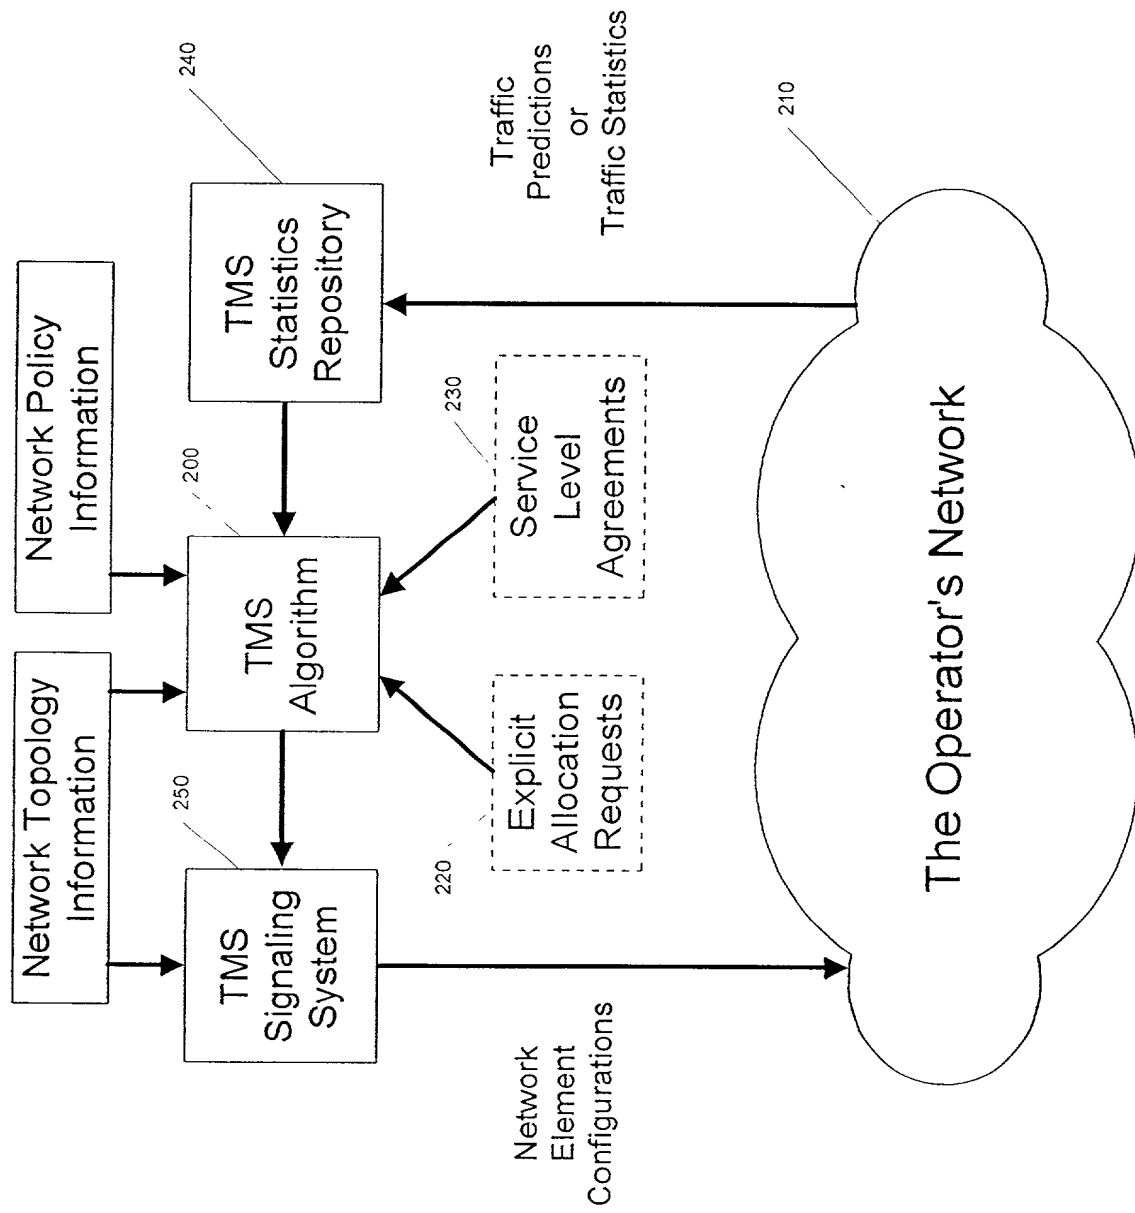 Network Topology
Information
Network Policy
Information
250
200
240
TMS
Signaling
System
TMS
Algorithm
TMS
Statistics
Repository
220
230
Explicit
Allocation
Requests
Service
Level
Agreements
Network
Element
Configurations
Traffic
Predictions
or
Traffic Statistics
210
The Operator's Network